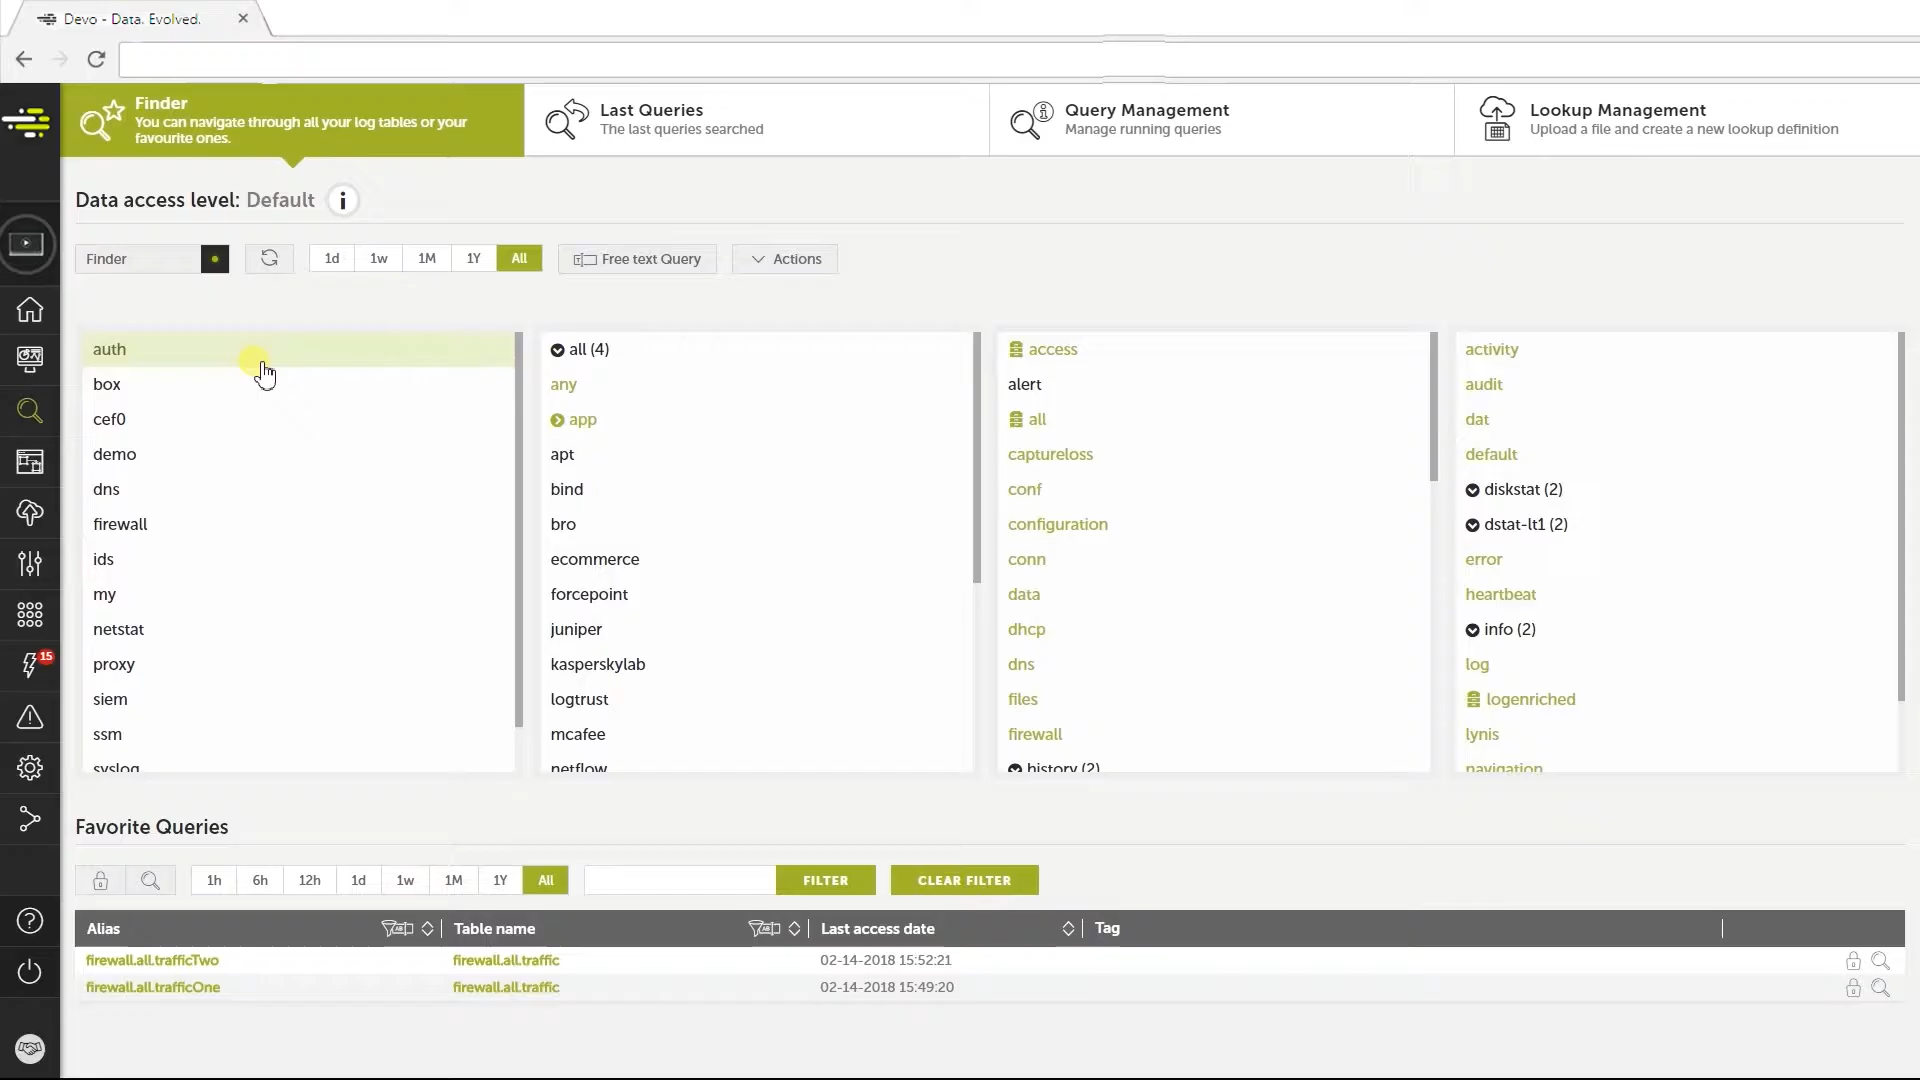 Devo - Data. Evolved.
Finder
You can navigate through all your log tables or your
favourite ones.
Last Queries
The last queries searched
Query Management
Manage running queries
Lookup Management
Upload a file and create a new lookup definition
Data access level: Default
Finder
1d
1w
1M
1Y
All
Free text Query
Actions
auth
box
cef0
demo
dns
firewall
ids
my
netstat
proxy
siem
ssm
syslog
all (4)
any
app
apt
bind
bro
ecommerce
forcepoint
juniper
kasperskylab
logtrust
mcafee
netflow
access
alert
all
captureloss
conf
configuration
conn
data
dhcp
dns
files
firewall
history (2)
activity
audit
dat
default
diskstat (2)
dstat-lt1 (2)
error
heartbeat
info (2)
log
logenriched
lynis
navigation
15
Favorite Queries
1h
6h
12h
1d
1w
1M
1Y
All
FILTER
CLEAR FILTER
Alias
Table name
Last access date
Tag
firewall.all.trafficTwo
firewall.all.traffic
02-14-2018 15:52:21
firewall.all.trafficOne
firewall.all.traffic
02-14-2018 15:49:20